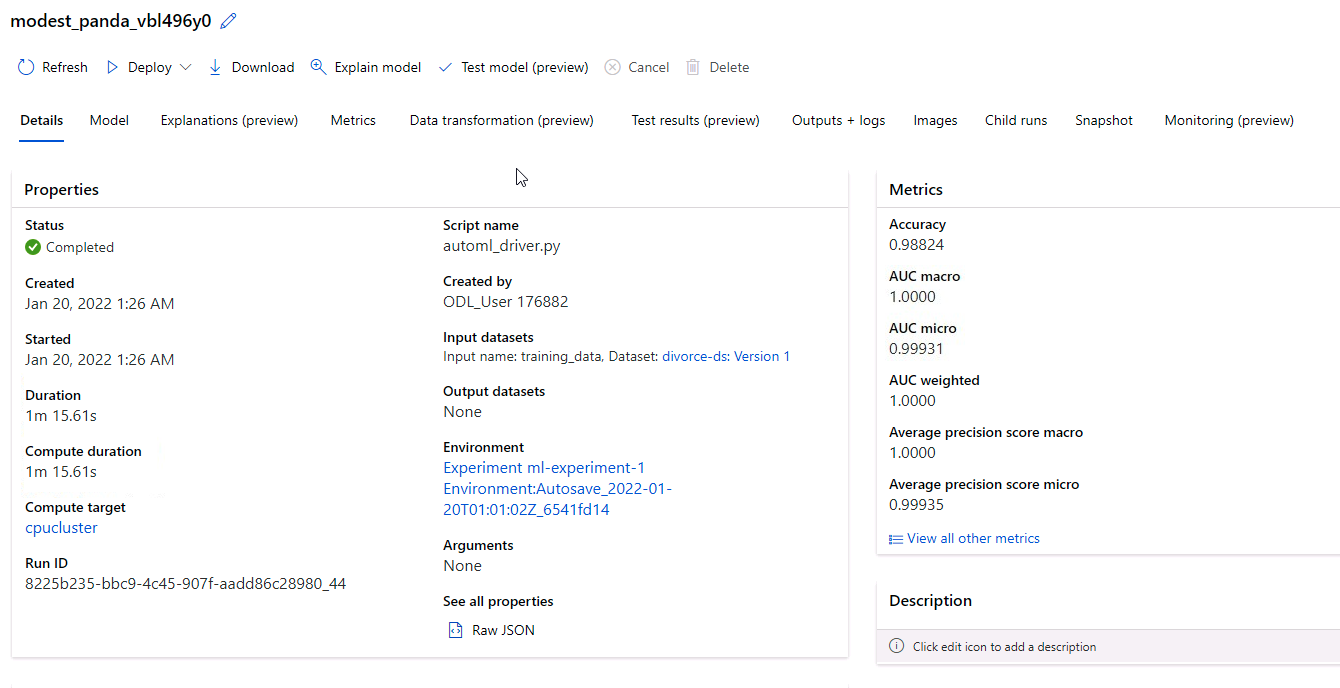 modest_panda_vbl496y0
Refresh Deploy Download Explain model Test model (preview) Cancel Delete
Details Model Explanations (preview) Metrics Data transformation (preview) Test results (preview) Outputs + logs Images Child runs Snapshot Monitoring (preview)
Properties
Status
Completed
Created
Jan 20, 2022 1:26 AM
Started
Jan 20, 2022 1:26 AM
Duration
1m 15.61s
Compute duration
1m 15.61s
Compute target
cpucluster
Run ID
8225b235-bbc9-4c45-907f-aadd86c28980_44
Script name
automl_driver.py
Created by
ODL_User 176882
Input datasets
Input name: training_data, Dataset: divorce-ds: Version 1
Output datasets
None
Environment
Experiment ml-experiment-1
Environment:Autosave_2022-01-
20T01:01:02Z_6541fd14
Arguments
None
See all properties
Raw JSON
Metrics
Accuracy
0.98824
AUC macro
1.0000
AUC micro
0.99931
AUC weighted
1.0000
Average precision score macro
1.0000
Average precision score micro
0.99935
View all other metrics
Description
Click edit icon to add a description